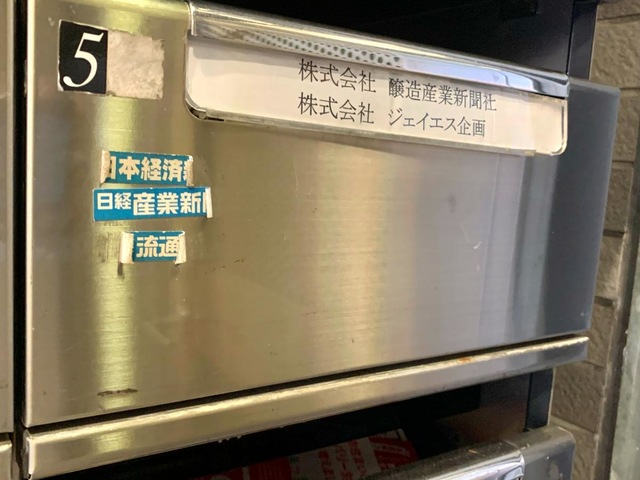 5
株式会社 醸造産業新聞社
株式会社 ジェイエス企画
日本経済
日経産業新
流通